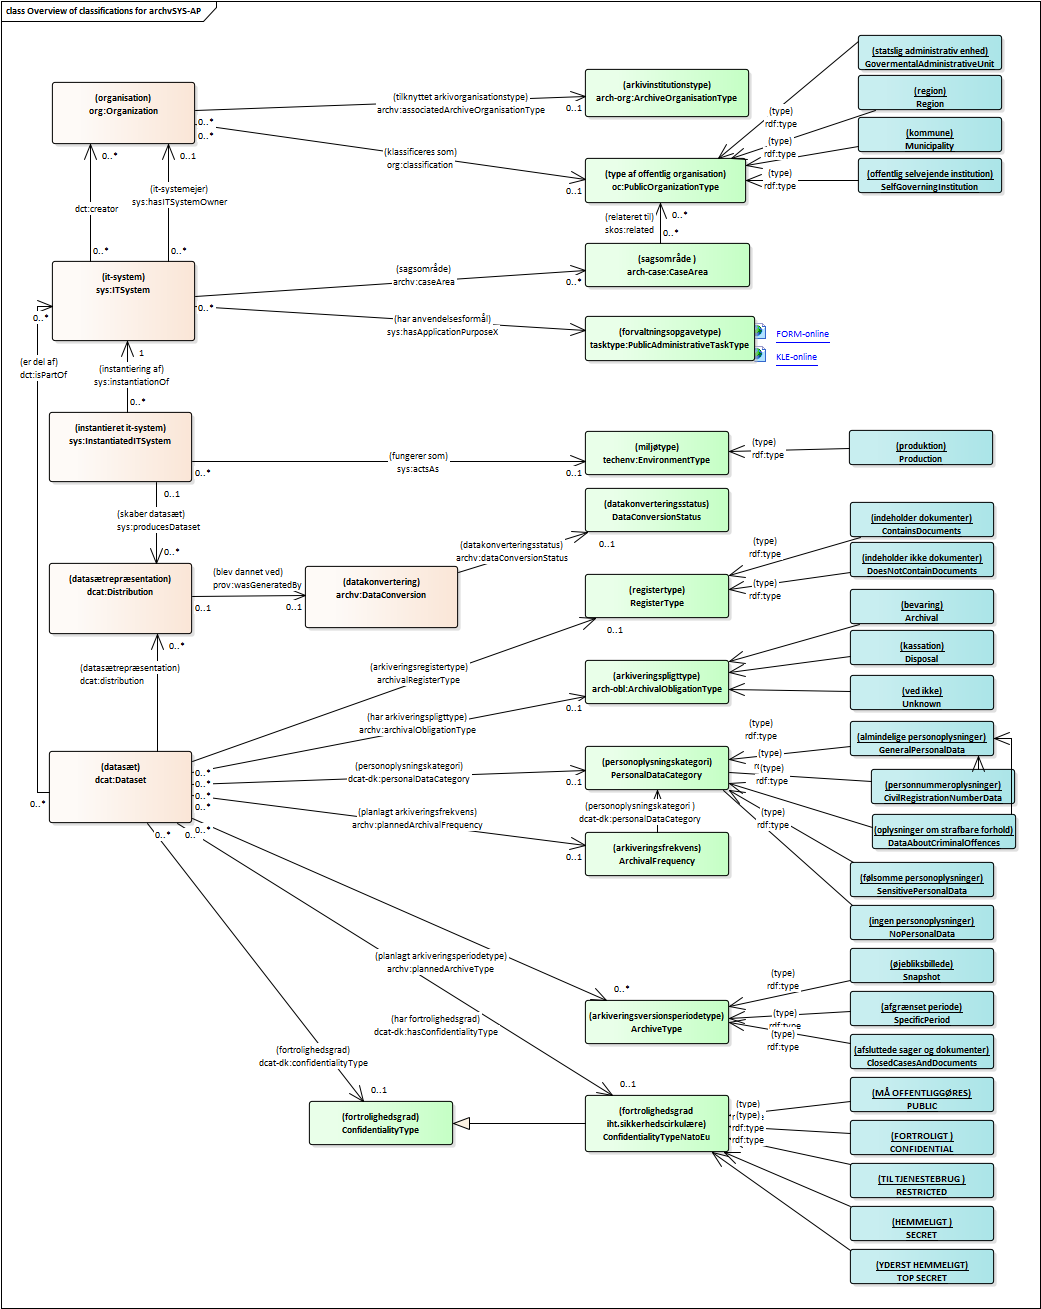 class Overview of classifications for archvSYS-AP
(organisation)
org:Organization
(tilknyttet arkivorganisationstype)
archv:associatedArchiveOrganisationType
0..1
0..*
0..*
(arkivinstitutionstype)
arch-org:ArchiveOrganisationType
(statslig administrativ enhed)
GovermentalAdministrativeUnit
(region)
Region
(kommune)
Municipality
(offentlig selvejende institution)
SelfGoverningInstitution
(type)
rdf:type
(type)
rdf:type
(type)
rdf:type
(klassificeres som)
org:classification
0..1
(type af offentlig organisation)
oc:PublicOrganizationType
0..*
0..1
(it-systemejer)
sys:hasITSystemOwner
dct:creator
0..*
0..*
(relateret til)
skos:related
0..*
0..*
(it-system)
sys:ITSystem
(sagsområde)
archv:caseArea
0..*
0..*
(sagsområde )
arch-case:CaseArea
(har anvendelsesformål)
sys:hasApplicationPurposeX
(forvaltningsopgavetype)
tasktype:PublicAdministrativeTaskType
FORM-online
KLE-online
0..*
(er del af)
dct:isPartOf
1
(instantiering af)
sys:instantiationOf
0..*
(instantieret it-system)
sys:InstantiatedITSystem
0..*
(fungerer som)
sys:actsAs
0..1
(miljøtype)
techenv:EnvironmentType
(type)
rdf:type
(produktion)
Production
0..1
(skaber datasæt)
sys:producesDataset
0..*
(datakonverteringsstatus)
DataConversionStatus
(datakonverteringsstatus)
archv:dataConversionStatus
0..1
(indeholder dokumenter)
ContainsDocuments
(indeholder ikke dokumenter)
DoesNotContainDocuments
(type)
rdf:type
(type)
rdf:type
(datasætrepræsentation)
dcat:Distribution
0..1
(blev dannet ved)
prov:wasGeneratedBy
0..1
(datakonvertering)
archv:DataConversion
(registertype)
RegisterType
0..1
(bevaring)
Archival
(kassation)
Disposal
(ved ikke)
Unknown
0..*
(datasætrepræsentation)
dcat:distribution
(arkiveringsregistertype)
archivalRegisterType
(arkiveringspligttype)
arch-obl:ArchivalObligationType
0..1
(har arkiveringspligttype)
archv:archivalObligationType
(datasæt)
dcat:Dataset
0..*
0..*
0..*
0..*
0..*
0..*
0..*
0..*
(personoplysningskategori)
dcat-dk:personalDataCategory
0..1
(personoplysningskategori)
PersonalDataCategory
(type)
rdf:type
(type)
(type)
rdf:type
(type)
rdf:type
(almindelige personoplysninger)
GeneralPersonalData
(personnummeroplysninger)
CivilRegistrationNumberData
(oplysninger om strafbare forhold)
DataAboutCriminalOffences
(følsomme personoplysninger)
SensitivePersonalData
(ingen personoplysninger)
NoPersonalData
(planlagt arkiveringsfrekvens)
archv:plannedArchivalFrequency
0..1
(personoplysningskategori )
dcat-dk:personalDataCategory
(arkiveringsfrekvens)
ArchivalFrequency
(planlagt arkiveringsperiodetype)
archv:plannedArchiveType
0..*
(arkiveringsversionsperiodetype)
ArchiveType
(type)
rdf:type
(type)
rdf:type
(type)
rdf:type
(øjebliksbillede)
Snapshot
(afgrænset periode)
SpecificPeriod
(afsluttede sager og dokumenter)
ClosedCasesAndDocuments
(har fortrolighedsgrad)
dcat-dk:hasConfidentialityType
0..1
(fortrolighedsgrad)
dcat-dk:confidentialityType
0..1
(fortrolighedsgrad)
ConfidentialityType
(fortrolighedsgrad
iht.sikkerhedscirkulære)
ConfidentialityTypeNatoEu
(type)
(type)
rdf:type
rdf:type
(MÅ OFFENTLIGGØRES)
PUBLIC
(FORTROLIGT )
CONFIDENTIAL
(TIL TJENESTEBRUG )
RESTRICTED
(HEMMELIGT )
SECRET
(YDERST HEMMELIGT)
TOP SECRET